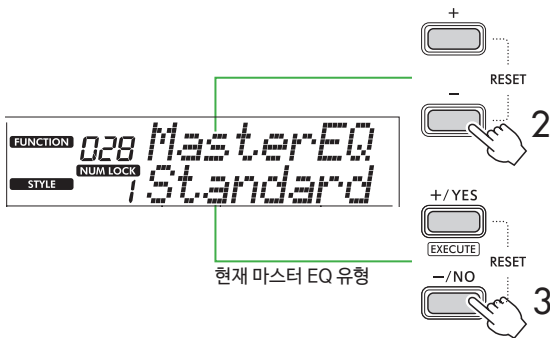 +
RESET
-
2
FUNCTION 028 MasterEQ
NUM LOCK
STYLE 1 Standard
+/YES
EXECUTE
RESET
현재 마스터 EQ 유형
-/NO
3